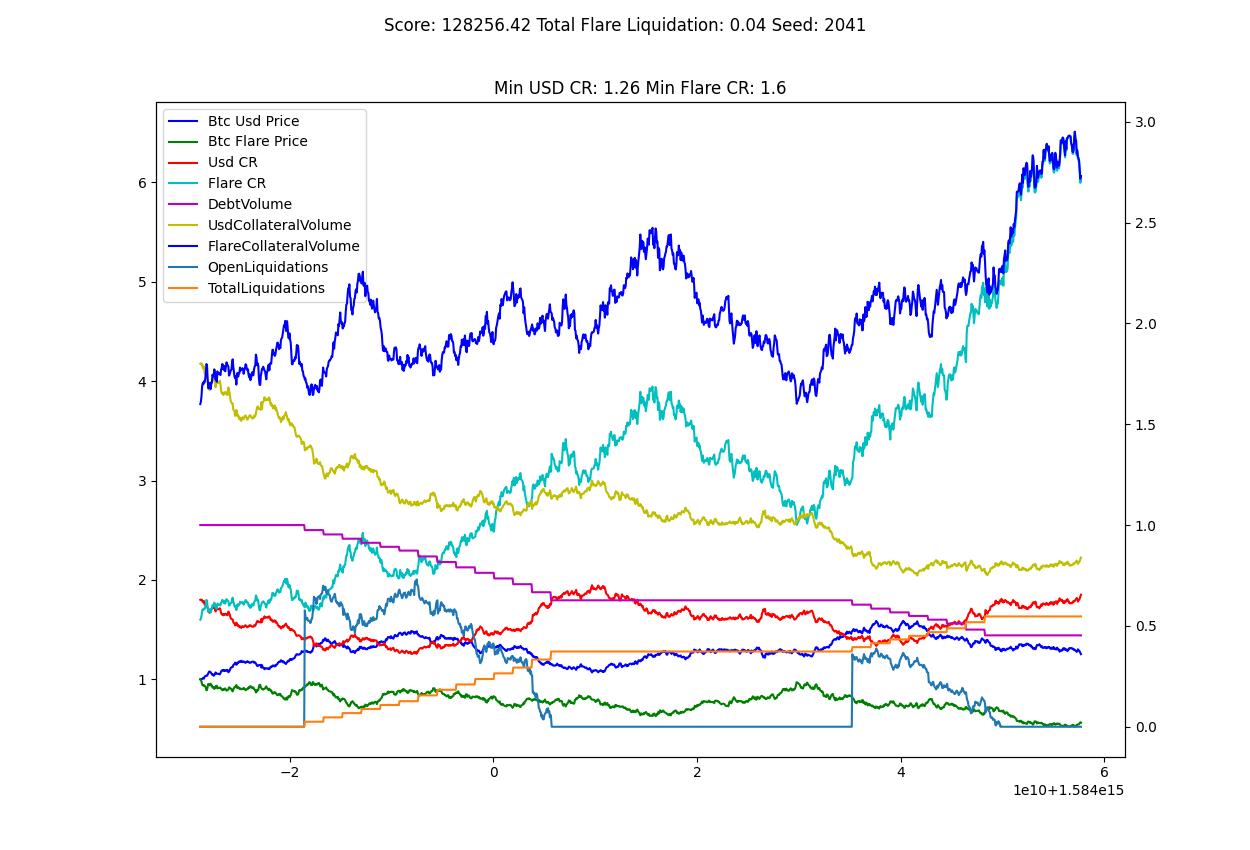 Score: 128256.42 Total Flare Liquidation: 0.04 Seed: 2041
Min USD CR: 1.26 Min Flare CR: 1.6
Btc Usd Price
Btc Flare Price
Usd CR
Flare CR
DebtVolume
UsdCollateralVolume
FlareCollateralVolume
OpenLiquidations
TotalLiquidations
6
5
4
3
2
1
3.0
2.5
2.0
1.5
1.0
0.5
0.0
−2
0
2
4
6
1e10+1.584e15